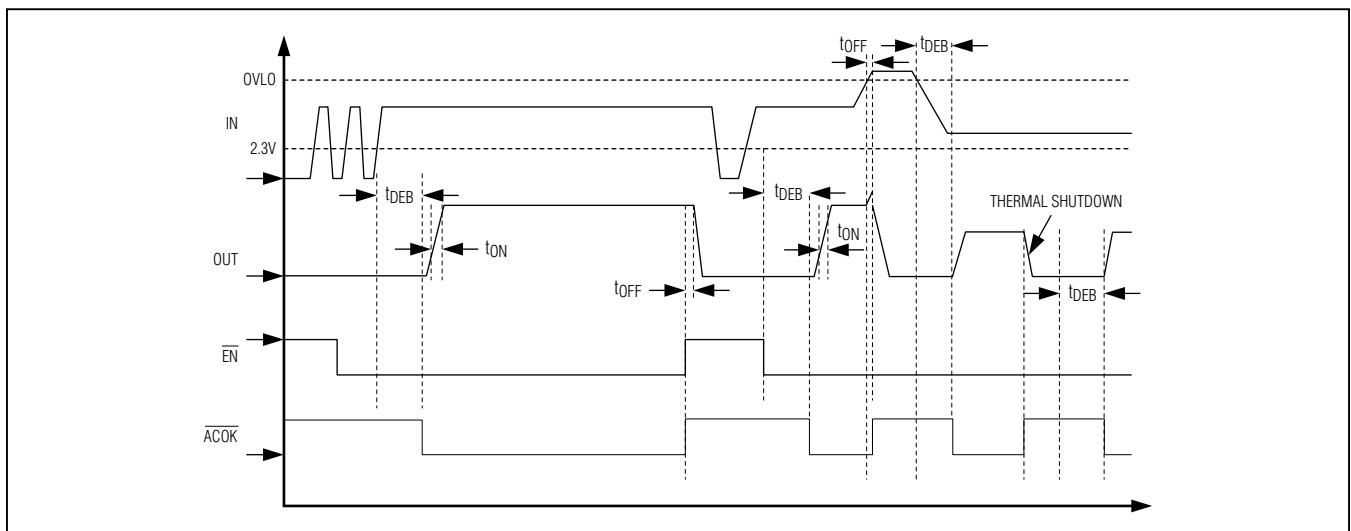 tOFF
tDEB
OVLO
IN
2.3V
tDEB
tDEB
THERMAL SHUTDOWN
tON
tON
OUT
tOFF
tDEB
EN
ACOK